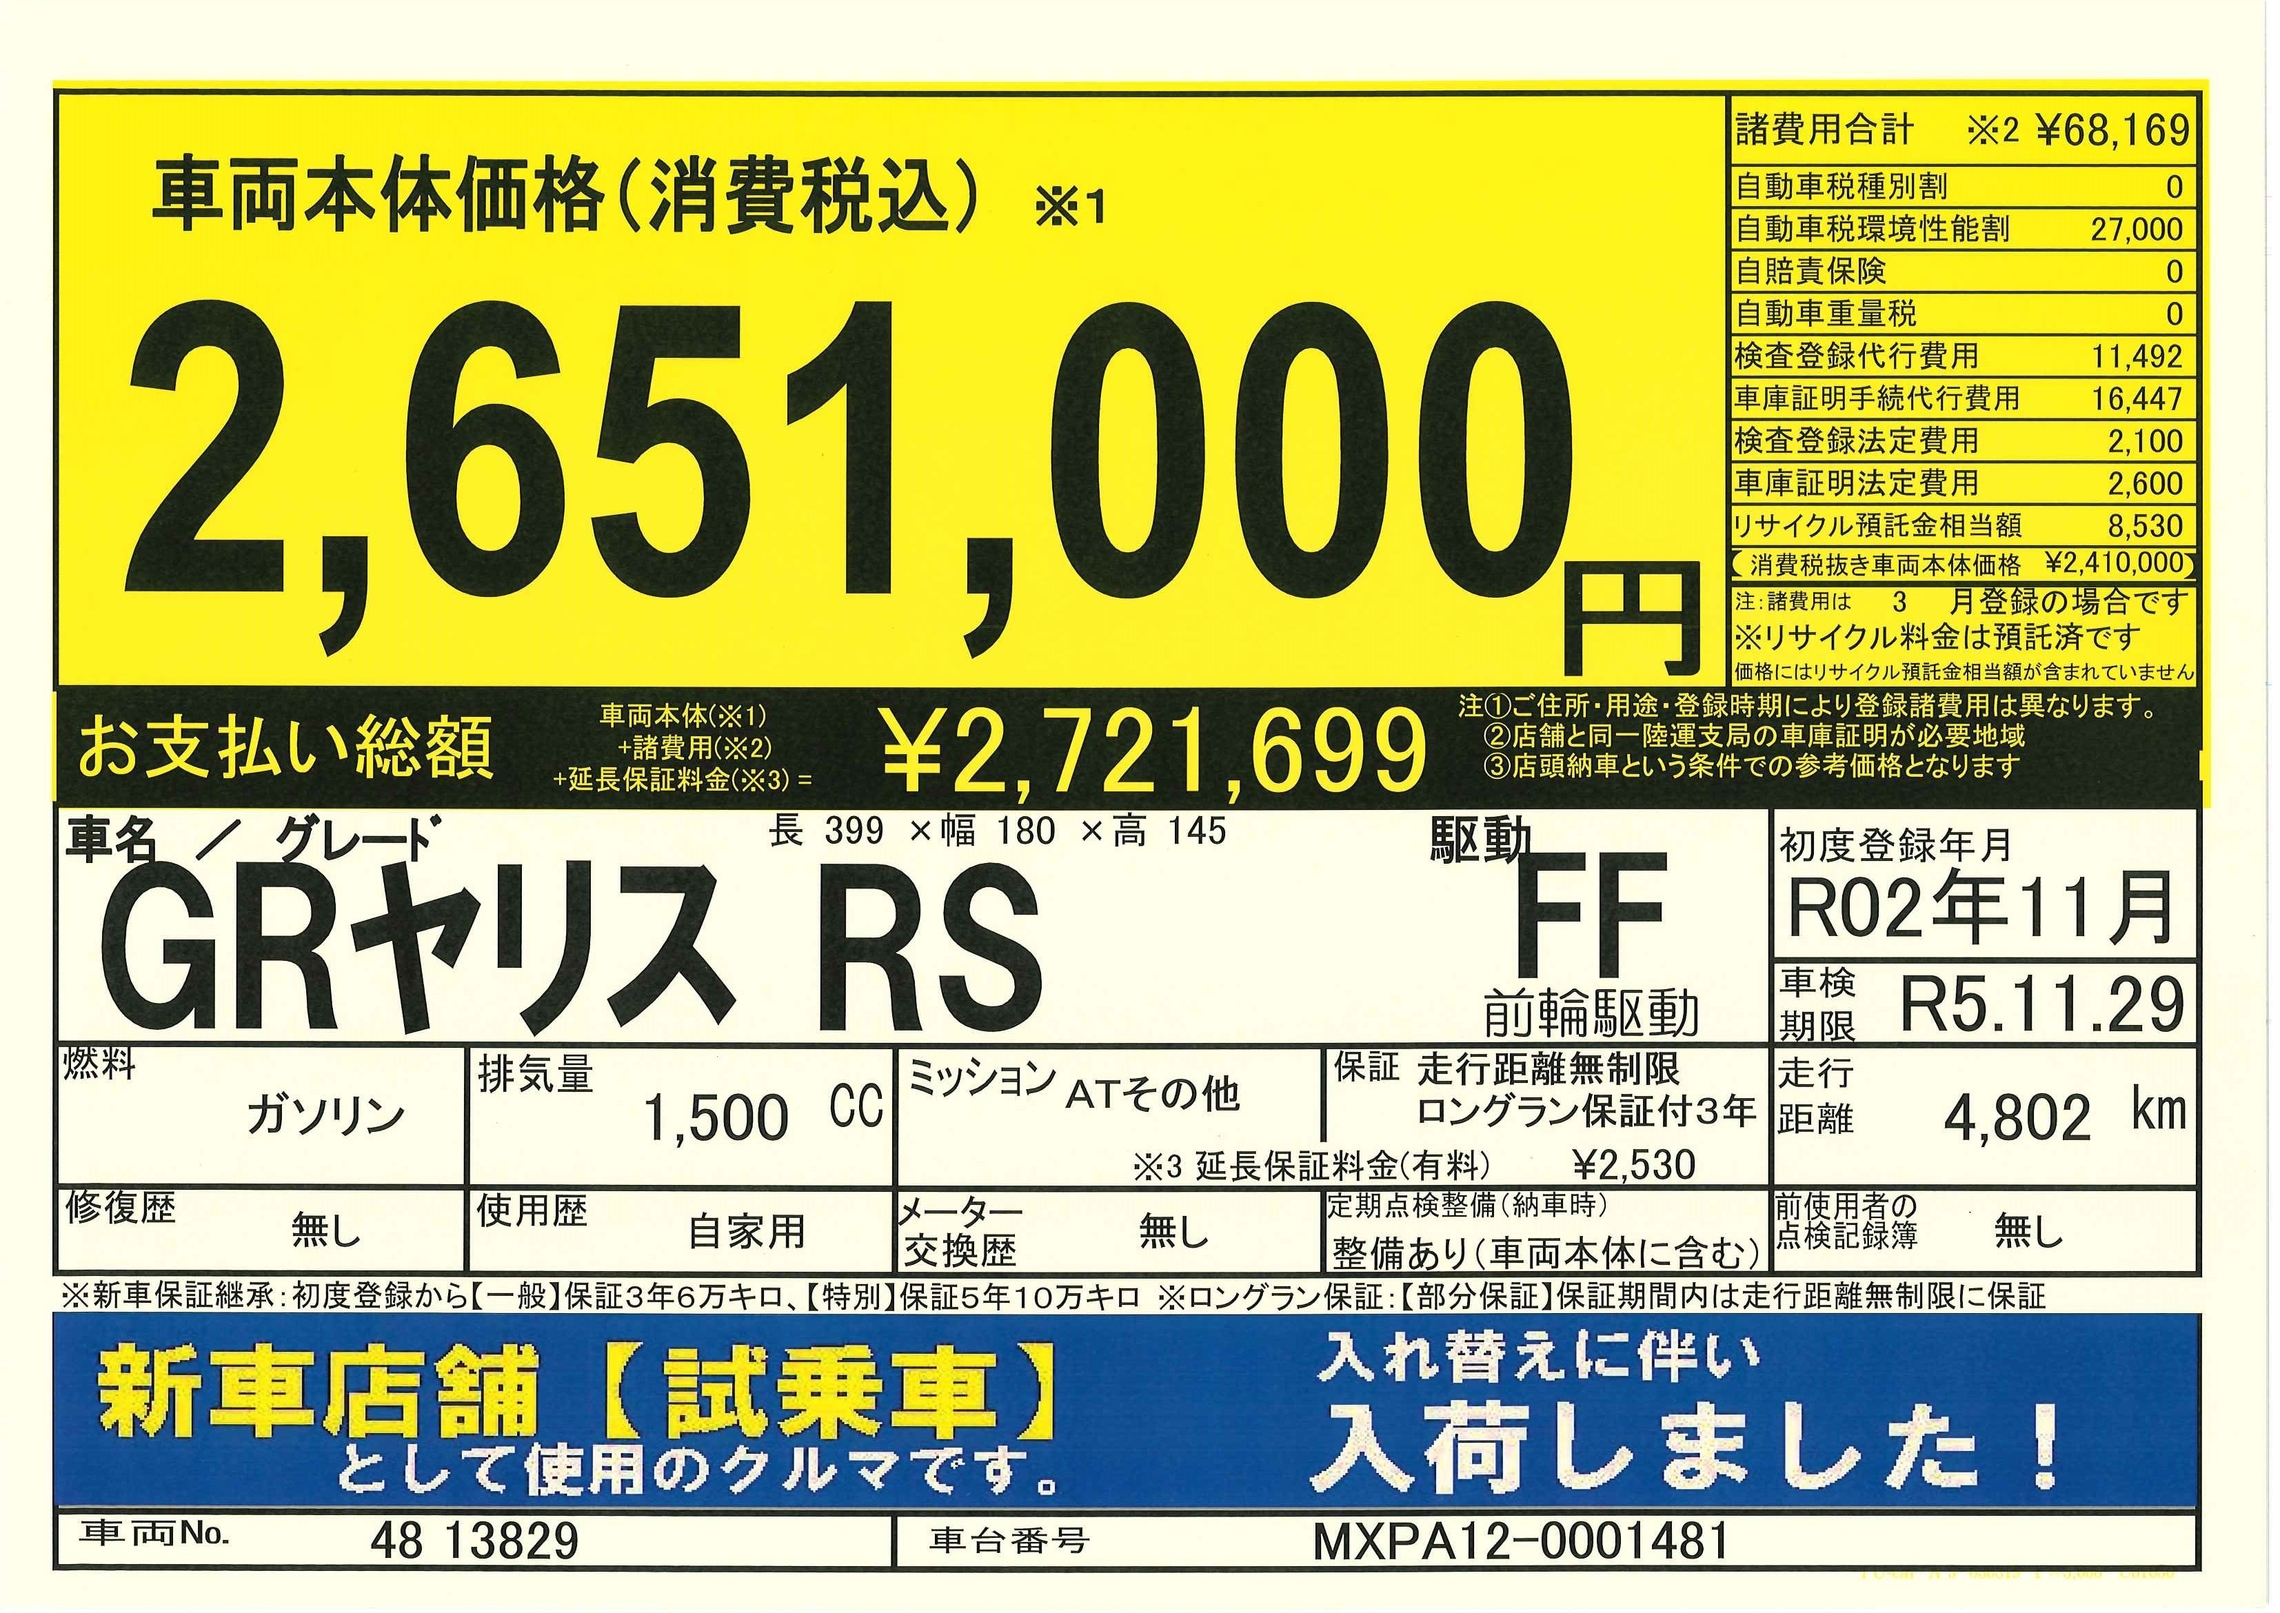 車両本体価格(消費税込) ※1
2,651,000円
諸費用合計 ※2 ¥68,169
自動車税種別割 0
自動車税環境性能割 27,000
自賠責保険 0
自動車重量税 0
検査登録代行費用 11,492
車庫証明手続代行費用 16,447
検査登録法定費用 2,100
車庫証明法定費用 2,600
リサイクル預託金相当額 8,530
(消費税抜き車両本体価格 ¥2,410,000)
注:諸費用は 3 月登録の場合です
※リサイクル料金は預託済です
価格にはリサイクル預託金相当額が含まれていません
お支払い総額
車両本体(※1)
+諸費用(※2)
+延長保証料金(※3)=
¥2,721,699
注①ご住所・用途・登録時期により登録諸費用は異なります。
②店舗と同一陸運支局の車庫証明が必要地域
③店頭納車という条件での参考価格となります
車名 / グレード 長 399 ×幅 180 ×高 145
GRヤリス RS
駆動
FF
前輪駆動
初度登録年月
R02年11月
車検期限 R5.11.29
燃料 ガソリン
排気量 1,500 CC
ミッション ATその他
保証 走行距離無制限
ロングラン保証付3年
※3 延長保証料金(有料) ¥2,530
走行距離 4,802 km
修復歴 無し
使用歴 自家用
メーター交換歴 無し
定期点検整備(納車時)
整備あり(車両本体に含む)
前使用者の点検記録簿 無し
※新車保証継承:初度登録から【一般】保証3年6万キロ、【特別】保証5年10万キロ ※ロングラン保証:【部分保証】保証期間内は走行距離無制限に保証
新車店舗【試乗車】
として使用のクルマです。
入れ替えに伴い
入荷しました!
車両No. 48 13829
車台番号 MXPA12-0001481